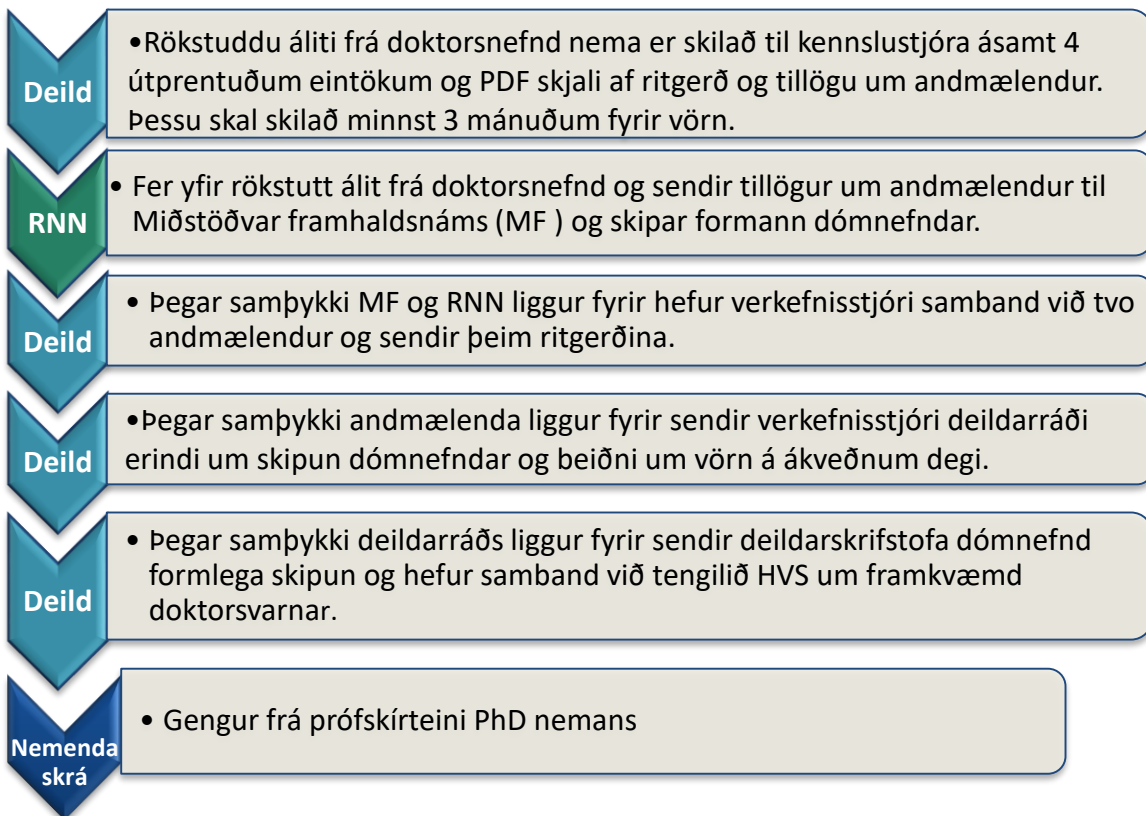 Deild
•Rökstuddu áliti frá doktorsnefnd nema er skilað til kennslustjóra ásamt 4
útprentuðum eintökum og PDF skjali af ritgerð og tillögu um andmælendur.
Þessu skal skilað minnst 3 mánuðum fyrir vörn.
RNN
• Fer yfir rökstutt álit frá doktorsnefnd og sendir tillögur um andmælendur til
Miðstöðvar framhaldsnáms (MF ) og skipar formann dómnefndar.
Deild
• Þegar samþykki MF og RNN liggur fyrir hefur verkefnisstjóri samband við tvo
andmælendur og sendir þeim ritgerðina.
Deild
•Þegar samþykki andmælenda liggur fyrir sendir verkefnisstjóri deildarráði
erindi um skipun dómnefndar og beiðni um vörn á ákveðnum degi.
Deild
• Þegar samþykki deildarráðs liggur fyrir sendir deildarskrifstofa dómnefnd
formlega skipun og hefur samband við tengilið HVS um framkvæmd
doktorsvarnar.
Nemenda
skrá
• Gengur frá prófskírteini PhD nemans